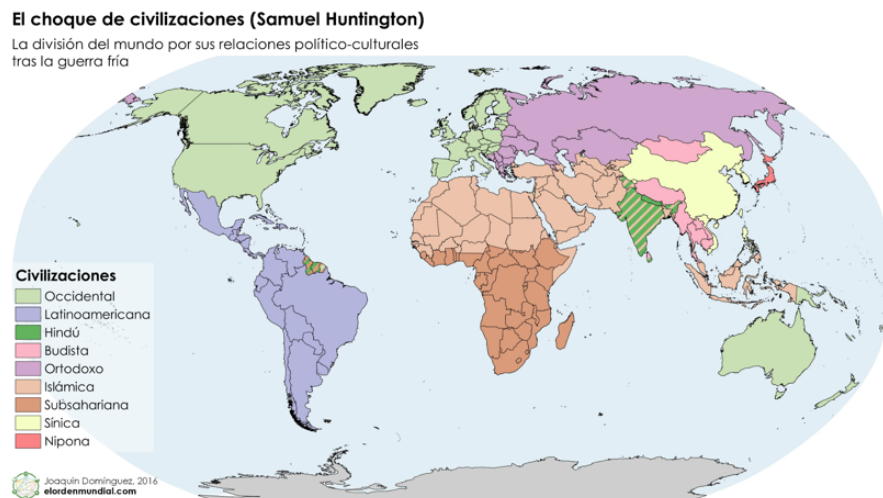 El choque de civilizaciones (Samuel Huntington)
La división del mundo por sus relaciones político-culturales
tras la guerra fría
Civilizaciones
Occidental
Latinoamericana
Hindú
Budista
Ortodoxo
Islámica
Subsahariana
Sínica
Nipona
Joaquín Domínguez, 2016
elordenmundial.com